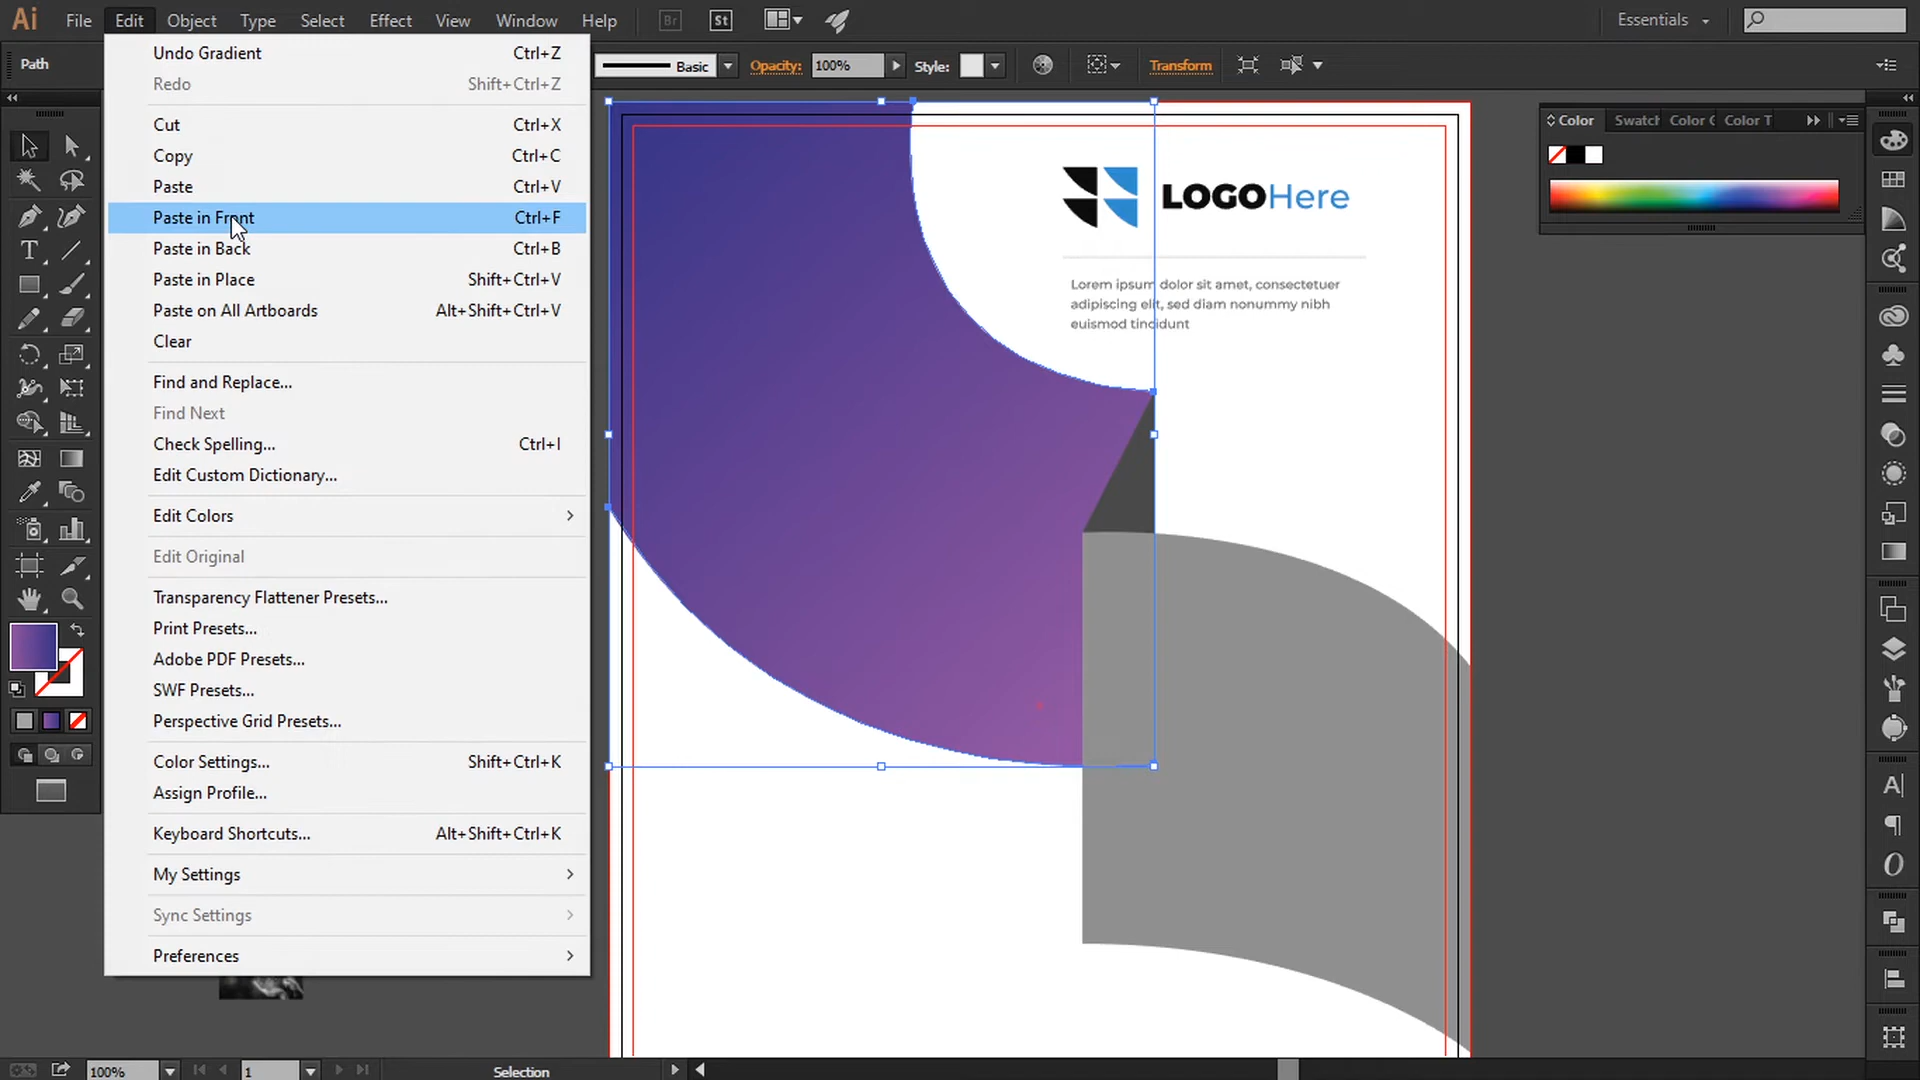 Ai File Edit Object Type Select Effect View Window Help Br St Essentials
Path Basic Opacity: 100% Style: Transform
Undo Gradient Ctrl+Z
Redo Shift+Ctrl+Z
Cut Ctrl+X
Copy Ctrl+C
Paste Ctrl+V
Paste in Front Ctrl+F
Paste in Back Ctrl+B
Paste in Place Shift+Ctrl+V
Paste on All Artboards Alt+Shift+Ctrl+V
Clear
Find and Replace...
Find Next
Check Spelling... Ctrl+I
Edit Custom Dictionary...
Edit Colors
Edit Original
Transparency Flattener Presets...
Print Presets...
Adobe PDF Presets...
SWF Presets...
Perspective Grid Presets...
Color Settings... Shift+Ctrl+K
Assign Profile...
Keyboard Shortcuts... Alt+Shift+Ctrl+K
My Settings
Sync Settings
Preferences
LOGOHere
Lorem ipsum dolor sit amet, consectetuer
adipiscing elit, sed diam nonummy nibh
euismod tincidunt
Color Swatch Color G Color T
100% 1 Selection